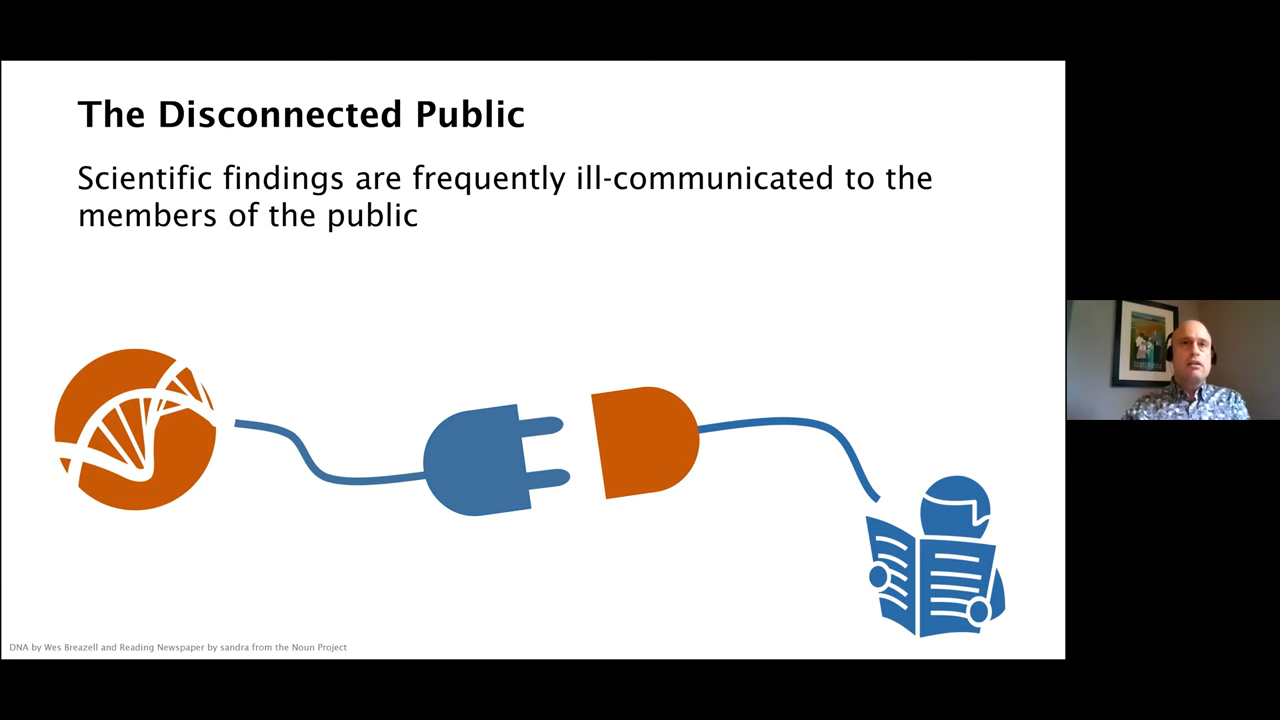 The Disconnected Public
Scientific findings are frequently ill-communicated to the
members of the public
DNA by Wes Breazell and Reading Newspaper by sandra from the Noun Project